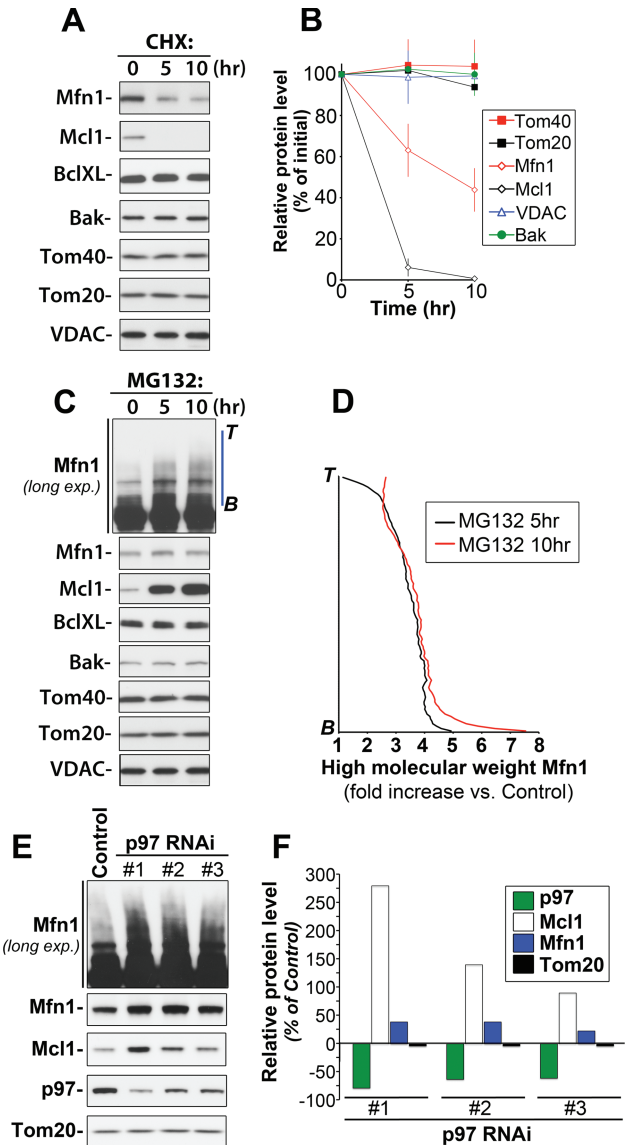 A
CHX:
0 5 10 (hr)
Mfn1-
Mcl1-
BclXL-
Bak-
Tom40-
Tom20-
VDAC-
B
Relative protein level
(% of initial)
100
80
60
40
20
0
0 5 10
Time (hr)
Tom40
Tom20
Mfn1
Mcl1
VDAC
Bak
C
MG132:
0 5 10 (hr)
Mfn1
(long exp.)
T
B
Mfn1-
Mcl1-
BclXL-
Bak-
Tom40-
Tom20-
VDAC-
D
T
B
MG132 5hr
MG132 10hr
1 2 3 4 5 6 7 8
High molecular weight Mfn1
(fold increase vs. Control)
E
Control
p97 RNAi
#1 #2 #3
Mfn1
(long exp.)
Mfn1-
Mcl1-
p97-
Tom20-
F
Relative protein level
(% of Control)
300
250
200
150
100
50
0
-50
-100
p97
Mcl1
Mfn1
Tom20
#1 #2 #3
p97 RNAi